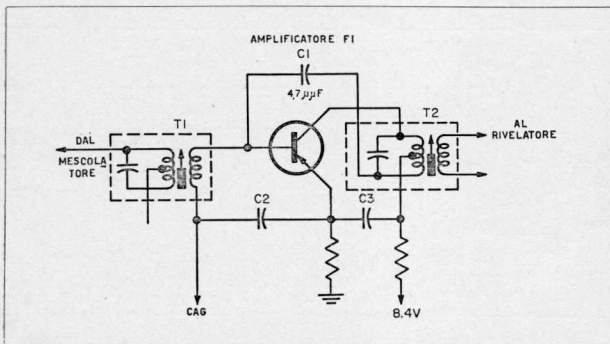 AMPLIFICATORE FI
C1
4,7 µµF
T1
T2
DAL
MESCOLA
TORE
AL
RIVELATORE
C2
C3
CAG
8.4V